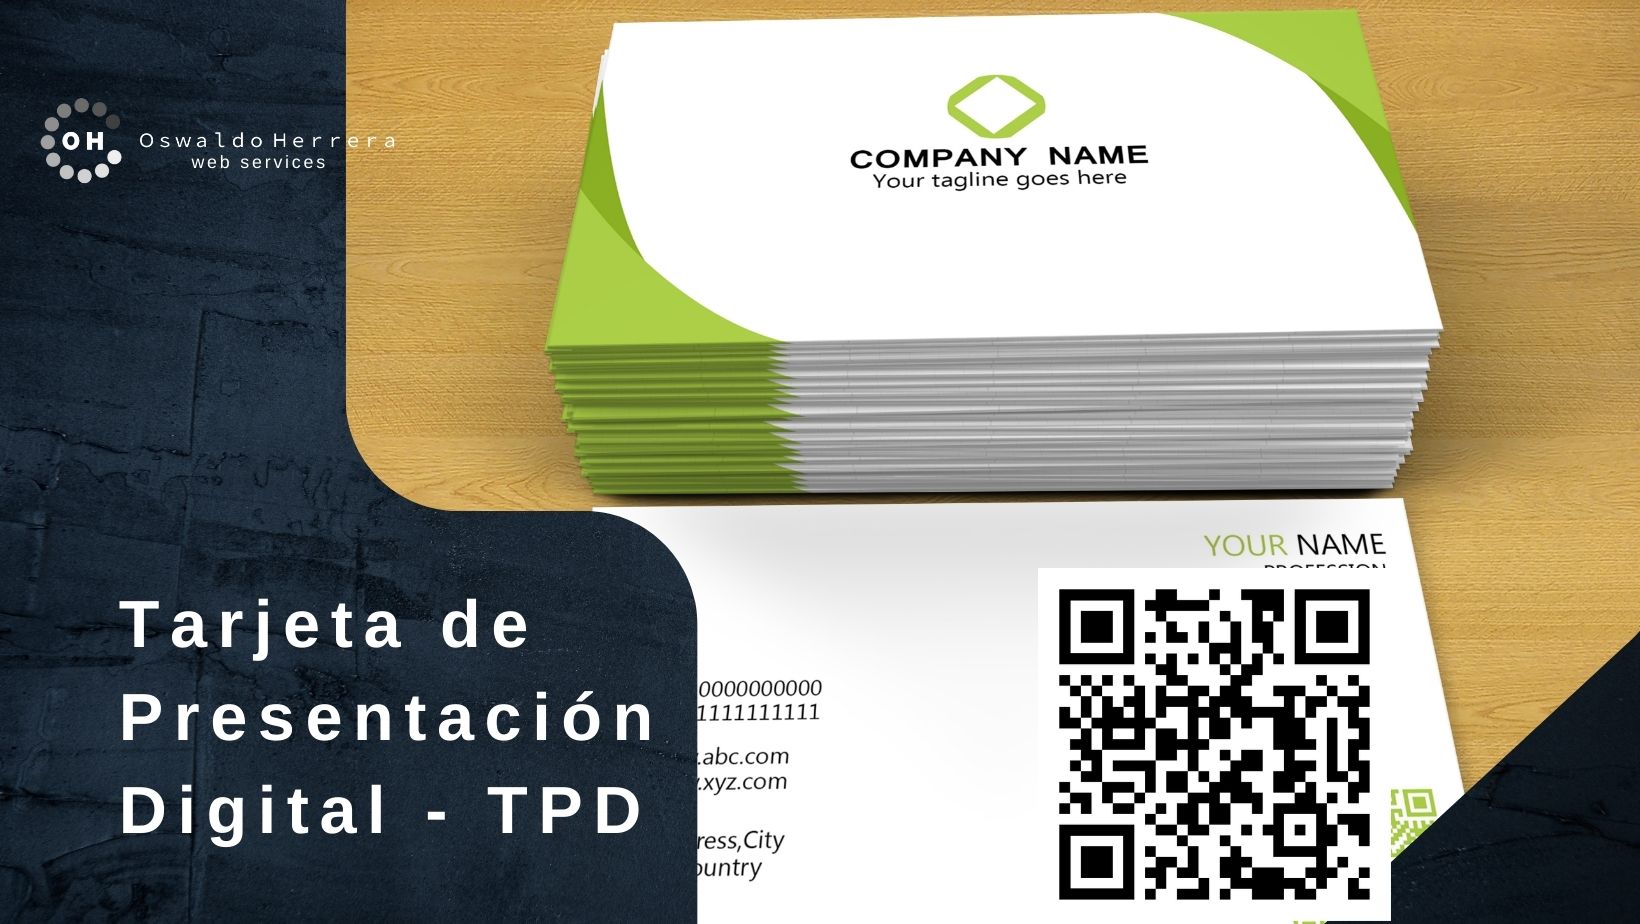 OH
Oswaldo Herrera
web services
COMPANY NAME
Your tagline goes here
YOUR NAME
PROFESSION
0000000000
1111111111
.abc.com
.xyz.com
ress,City
ountry
Tarjeta de
Presentación
Digital - TPD